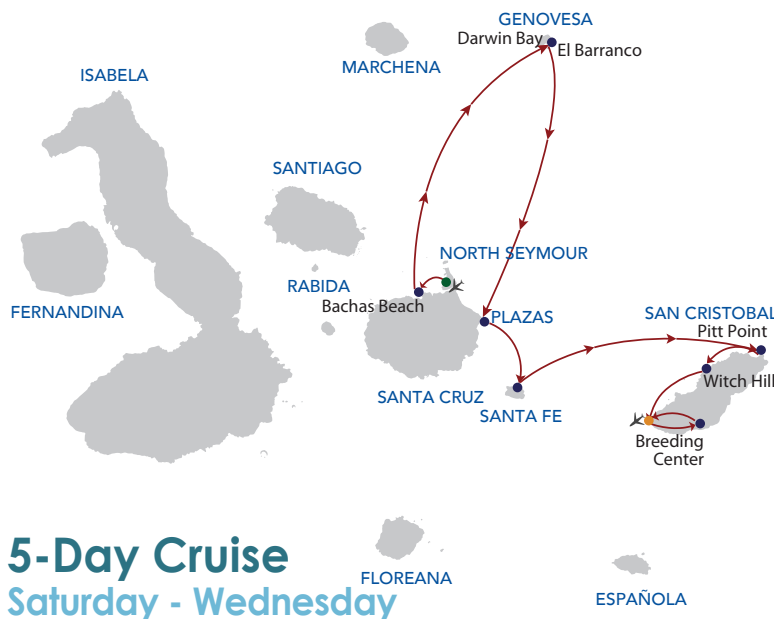 GENOVESA
Darwin Bay
El Barranco
MARCHENA
ISABELA
SANTIAGO
NORTH SEYMOUR
RABIDA
Bachas Beach
FERNANDINA
PLAZAS
SAN CRISTOBAL
Pitt Point
Witch Hill
SANTA CRUZ
SANTA FE
Breeding
Center
5-Day Cruise
Saturday - Wednesday
FLOREANA
ESPAÑOLA